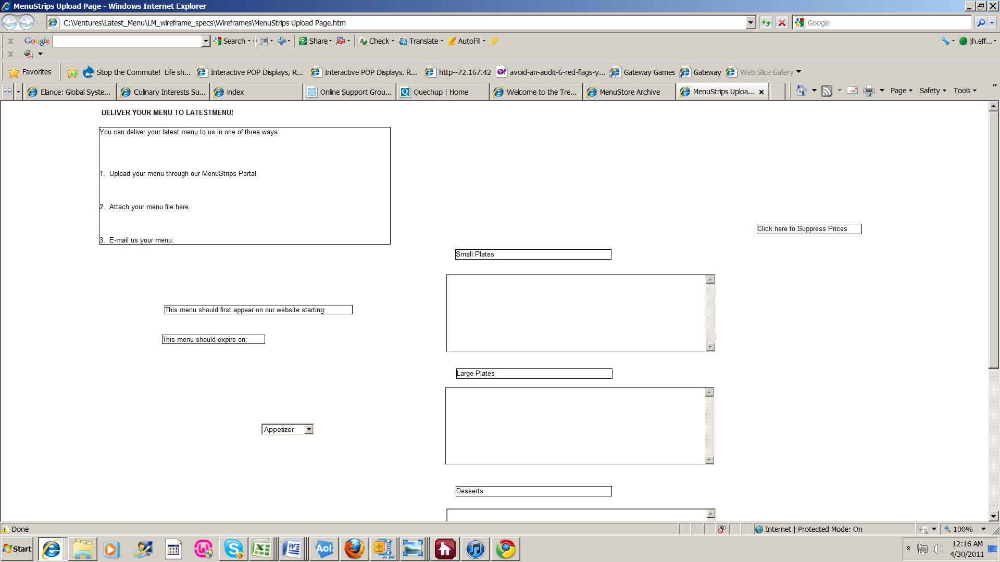 MenuStrips Upload Page - Windows Internet Explorer
C:\Ventures\Latest_Menu\LM_wireframe_specs\Wireframes\MenuStrips Upload Page.htm
Google
Google Search Share Check Translate AutoFill jh.eff...
Favorites Stop the Commute! Life sh... Interactive POP Displays, R... Interactive POP Displays, R... http--72.167.42 avoid-an-audit-6-red-flags-y... Gateway Games Gateway Web Slice Gallery
Elance: Global Syste... Culinary Interests Su... index Online Support Grou... Quechup | Home Welcome to the Tre... MenuStore Archive MenuStrips Uploa... Page Safety Tools
DELIVER YOUR MENU TO LATESTMENU!
You can deliver your latest menu to us in one of three ways:
1. Upload your menu through our MenuStrips Portal
2. Attach your menu file here.
3. E-mail us your menu.
Click here to Suppress Prices
Small Plates
This menu should first appear on our website starting:
This menu should expire on:
Large Plates
Appetizer
Desserts
Done
Internet | Protected Mode: On
100%
Start
Aol.
3
12:16 AM
4/30/2011